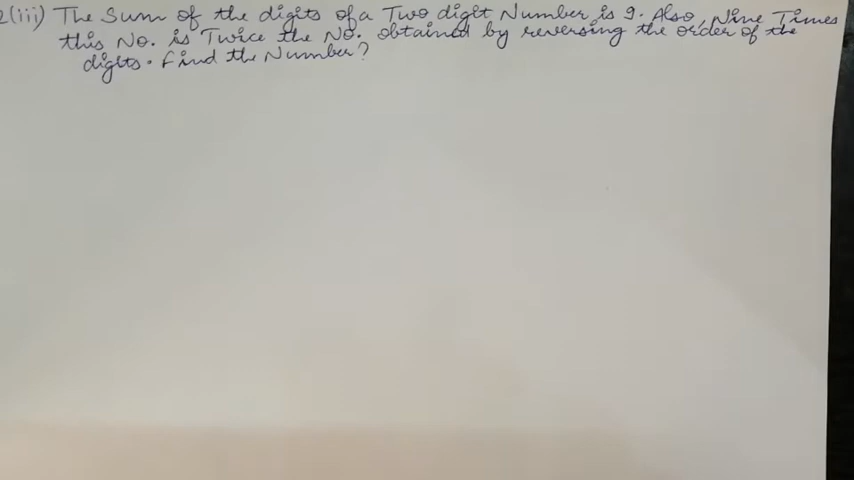 2(iii) The Sum of the digits of a Two digit Number is 9. Also, Nine Times
this No. is Twice the No. obtained by reversing the order of the
digits. Find the Number?